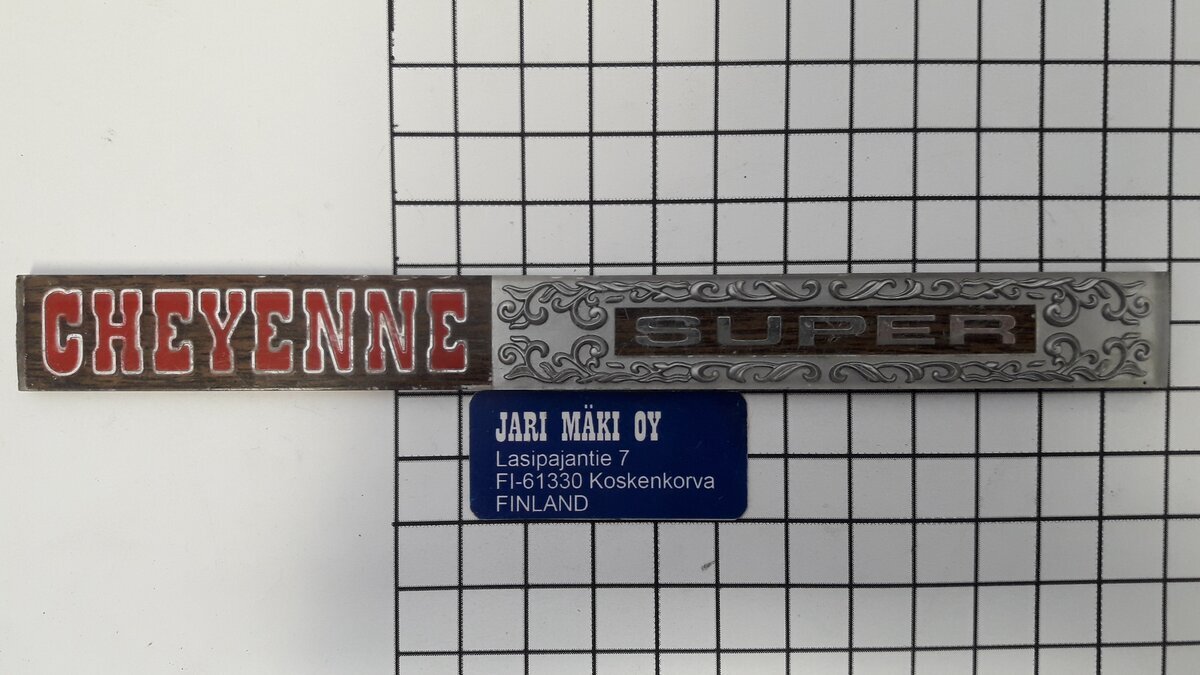 CHEYENNE SUPER
JARI MÄKI OY
Lasipajantie 7
FI-61330 Koskenkorva
FINLAND